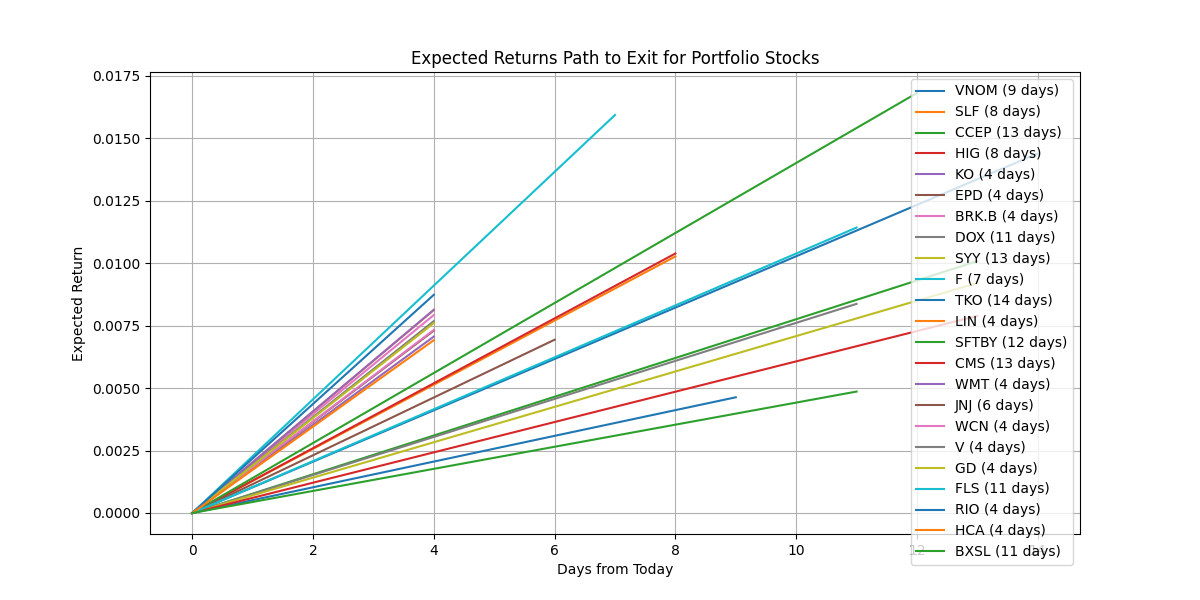 Expected Returns Path to Exit for Portfolio Stocks
0.0175
0.0150
0.0125
0.0100
0.0075
0.0050
0.0025
0.0000
Expected Return
0
2
4
6
8
10
12
14
Days from Today
VNOM (9 days)
SLF (8 days)
CCEP (13 days)
HIG (8 days)
KO (4 days)
EPD (4 days)
BRK.B (4 days)
DOX (11 days)
SYY (13 days)
F (7 days)
TKO (14 days)
LIN (4 days)
SFTBY (12 days)
CMS (13 days)
WMT (4 days)
JNJ (6 days)
WCN (4 days)
V (4 days)
GD (4 days)
FLS (11 days)
RIO (4 days)
HCA (4 days)
BXSL (11 days)